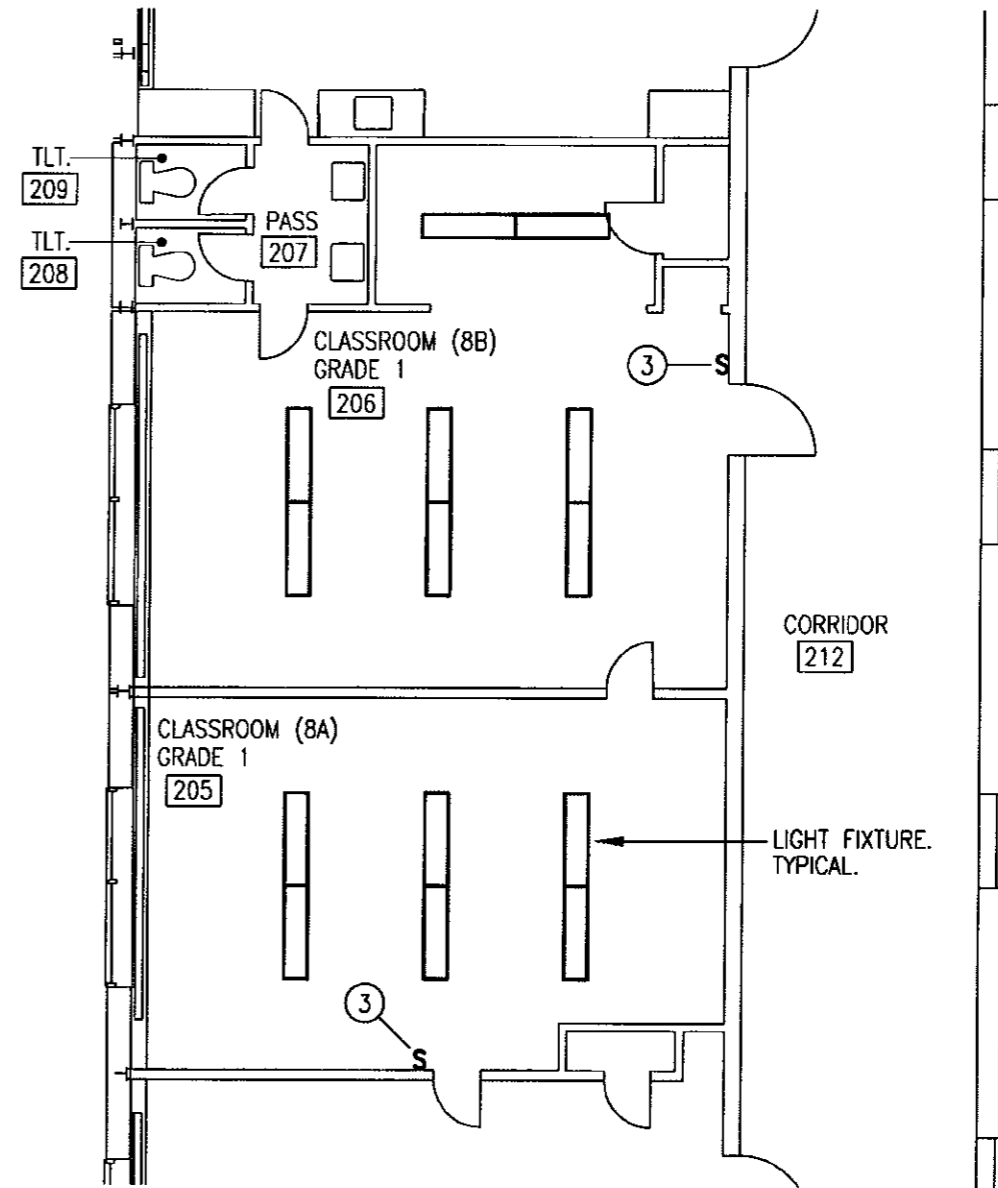 TLT.
209
TLT.
208
PASS
207
CLASSROOM (8B)
GRADE 1
206
3
S
CORRIDOR
212
CLASSROOM (8A)
GRADE 1
205
LIGHT FIXTURE.
TYPICAL.
3
S